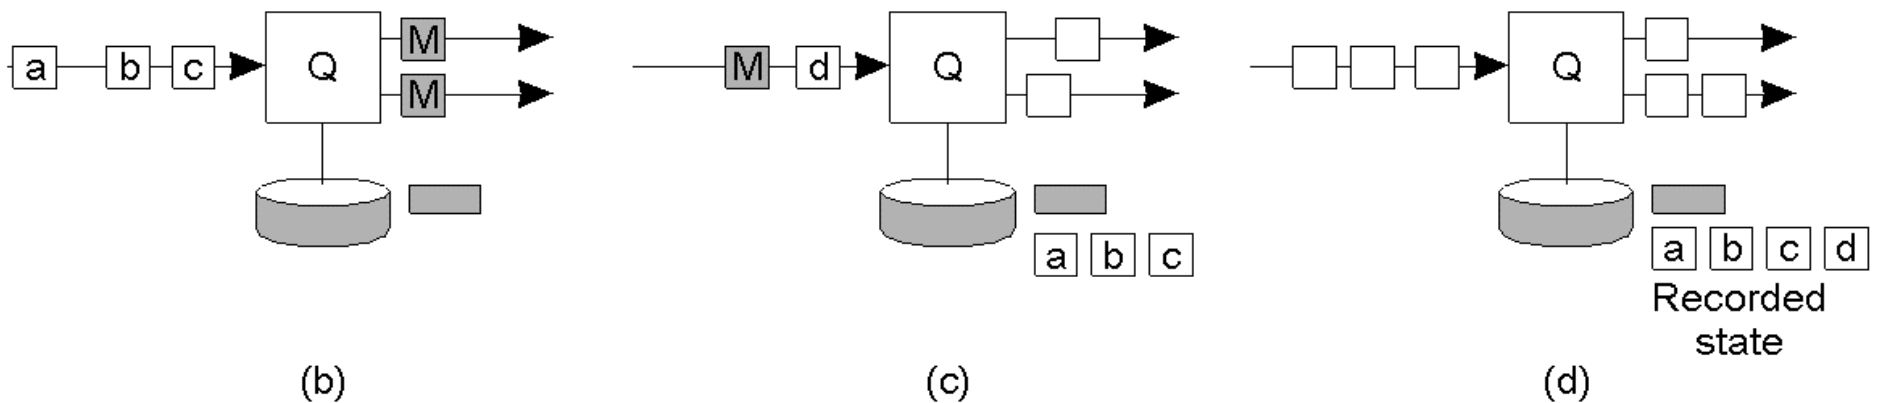 M M
a b c Q M
M d Q
Q
a b c
a b c d
Recorded
state
(b) (c) (d)